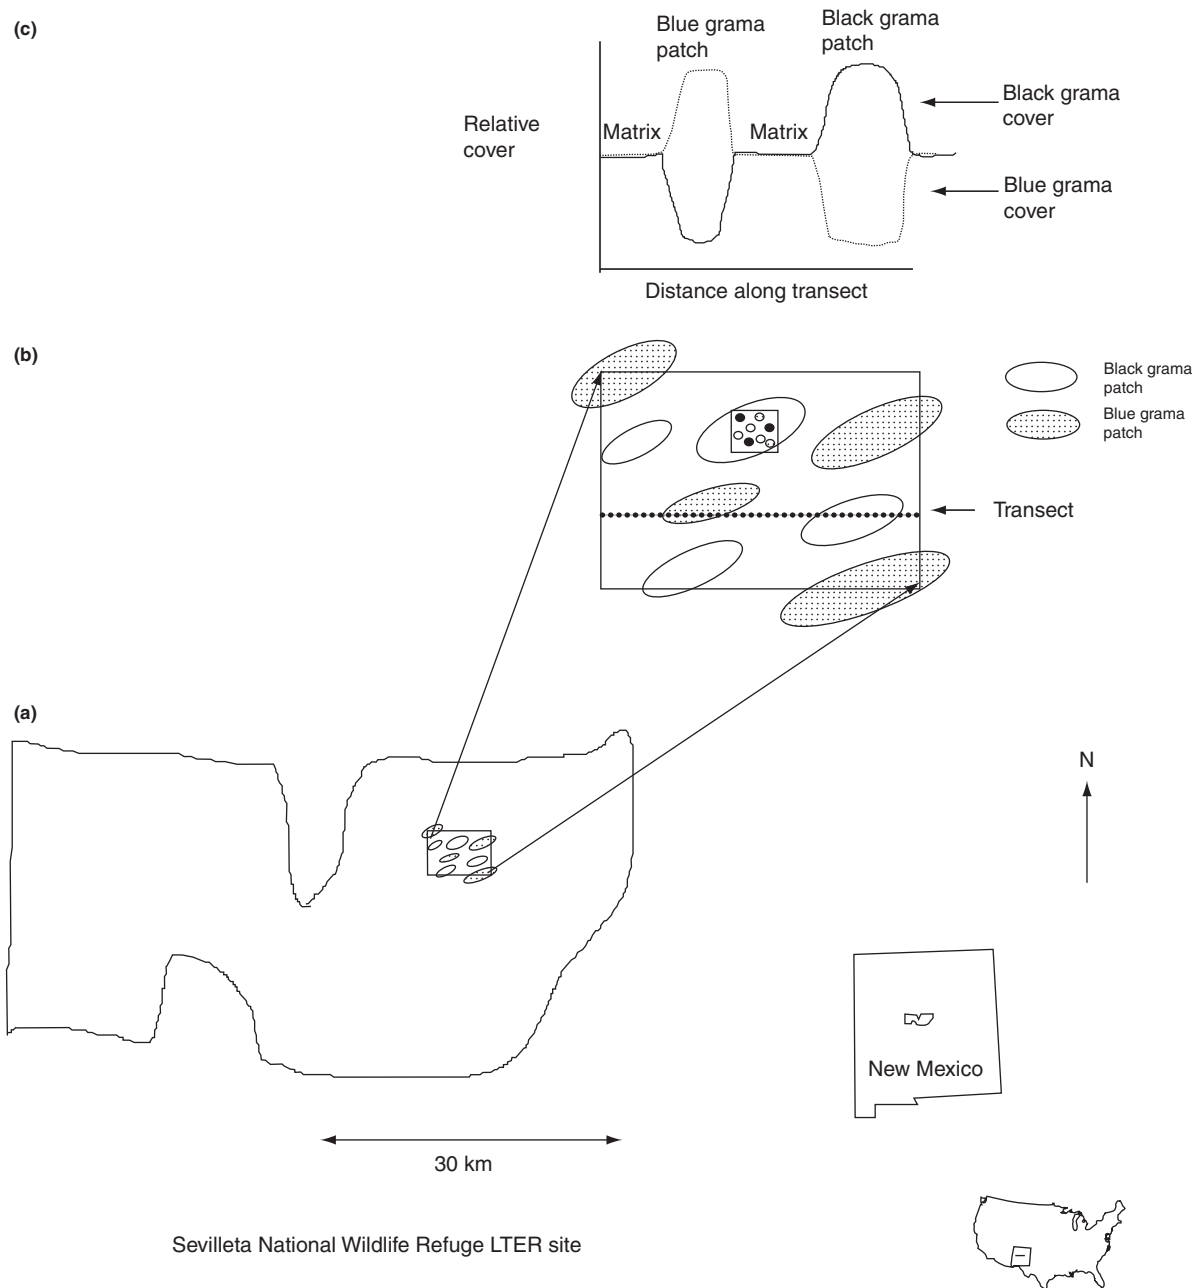 (c)
Blue grama
patch
Black grama
patch
Relative
cover
Matrix
Matrix
Black grama
cover
Blue grama
cover
Distance along transect
(b)
Black grama
patch
Blue grama
patch
Transect
(a)
N
New Mexico
30 km
Sevilleta National Wildlife Refuge LTER site